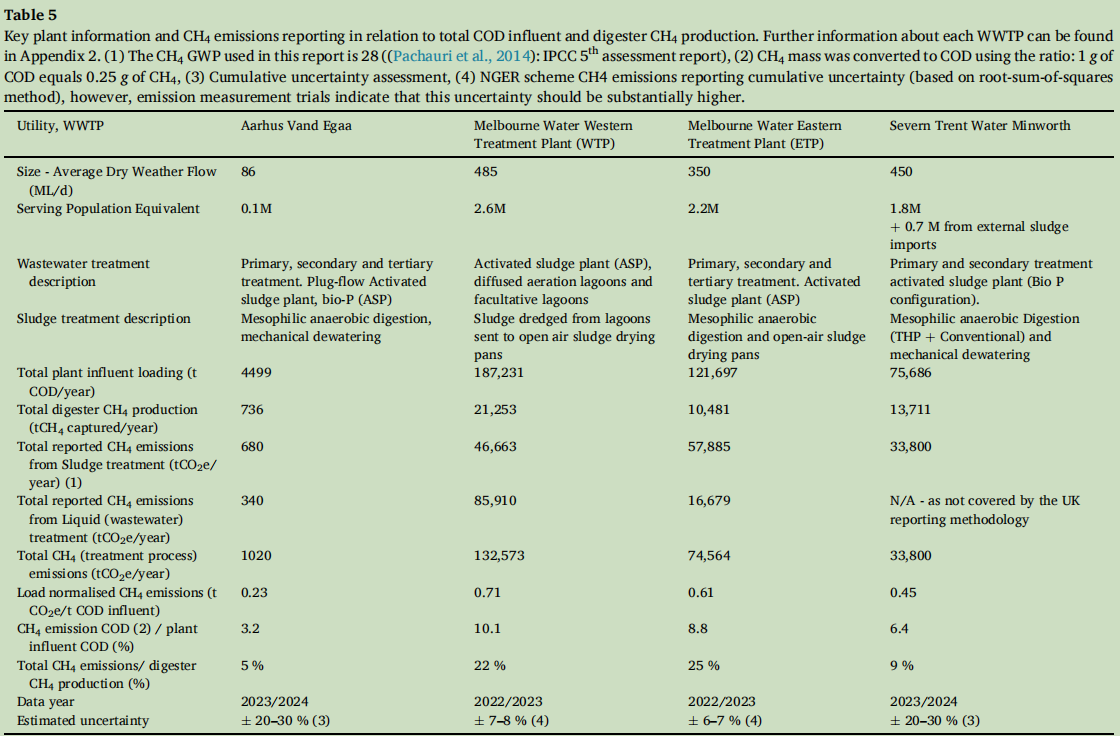 Table 5
Key plant information and CH₄ emissions reporting in relation to total COD influent and digester CH₄ production. Further information about each WWTP can be found
in Appendix 2. (1) The CH₄ GWP used in this report is 28 ((Pachauri et al., 2014): IPCC 5ᵗʰ assessment report), (2) CH₄ mass was converted to COD using the ratio: 1 g of
COD equals 0.25 g of CH₄, (3) Cumulative uncertainty assessment, (4) NGER scheme CH4 emissions reporting cumulative uncertainty (based on root-sum-of-squares
method), however, emission measurement trials indicate that this uncertainty should be substantially higher.
Utility, WWTP Aarhus Vand Egaa Melbourne Water Western Melbourne Water Eastern Severn Trent Water Minworth
Treatment Plant (WTP) Treatment Plant (ETP)
Size - Average Dry Weather Flow 86 485 350 450
(ML/d)
Serving Population Equivalent 0.1M 2.6M 2.2M 1.8M
+ 0.7 M from external sludge
imports
Wastewater treatment Primary, secondary and tertiary Activated sludge plant (ASP), Primary, secondary and Primary and secondary treatment
description treatment. Plug-flow Activated diffused aeration lagoons and tertiary treatment. Activated activated sludge plant (Bio P
sludge plant, bio-P (ASP) facultative lagoons sludge plant (ASP) configuration).
Sludge treatment description Mesophilic anaerobic digestion, Sludge dredged from lagoons Mesophilic anaerobic Mesophilic anaerobic Digestion
mechanical dewatering sent to open air sludge drying digestion and open-air sludge (THP + Conventional) and
pans drying pans mechanical dewatering
Total plant influent loading (t 4499 187,231 121,697 75,686
COD/year)
Total digester CH₄ production 736 21,253 10,481 13,711
(tCH₄ captured/year)
Total reported CH₄ emissions 680 46,663 57,885 33,800
from Sludge treatment (tCO₂e/
year) (1)
Total reported CH₄ emissions 340 85,910 16,679 N/A - as not covered by the UK
from Liquid (wastewater) reporting methodology
treatment (tCO₂e/year)
Total CH₄ (treatment process) 1020 132,573 74,564 33,800
emissions (tCO₂e/year)
Load normalised CH₄ emissions (t 0.23 0.71 0.61 0.45
CO₂e/t COD influent)
CH₄ emission COD (2) / plant 3.2 10.1 8.8 6.4
influent COD (%)
Total CH₄ emissions/ digester 5 % 22 % 25 % 9 %
CH₄ production (%)
Data year 2023/2024 2022/2023 2022/2023 2023/2024
Estimated uncertainty ± 20–30 % (3) ± 7–8 % (4) ± 6–7 % (4) ± 20–30 % (3)